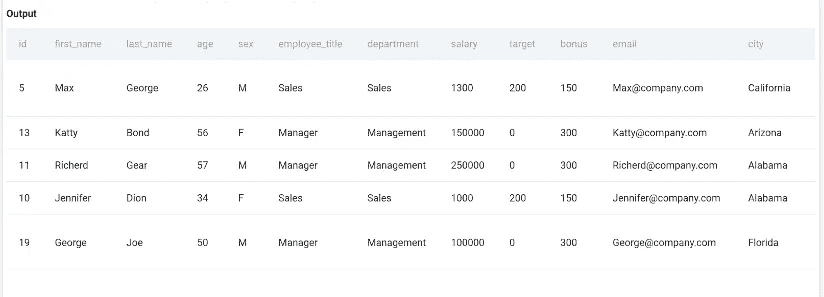 Output
id first_name last_name age sex employee_title department salary target bonus email city
5 Max George 26 M Sales Sales 1300 200 150 Max@company.com California
13 Katty Bond 56 F Manager Management 150000 0 300 Katty@company.com Arizona
11 Richerd Gear 57 M Manager Management 250000 0 300 Richerd@company.com Alabama
10 Jennifer Dion 34 F Sales Sales 1000 200 150 Jennifer@company.com Alabama
19 George Joe 50 M Manager Management 100000 0 300 George@company.com Florida